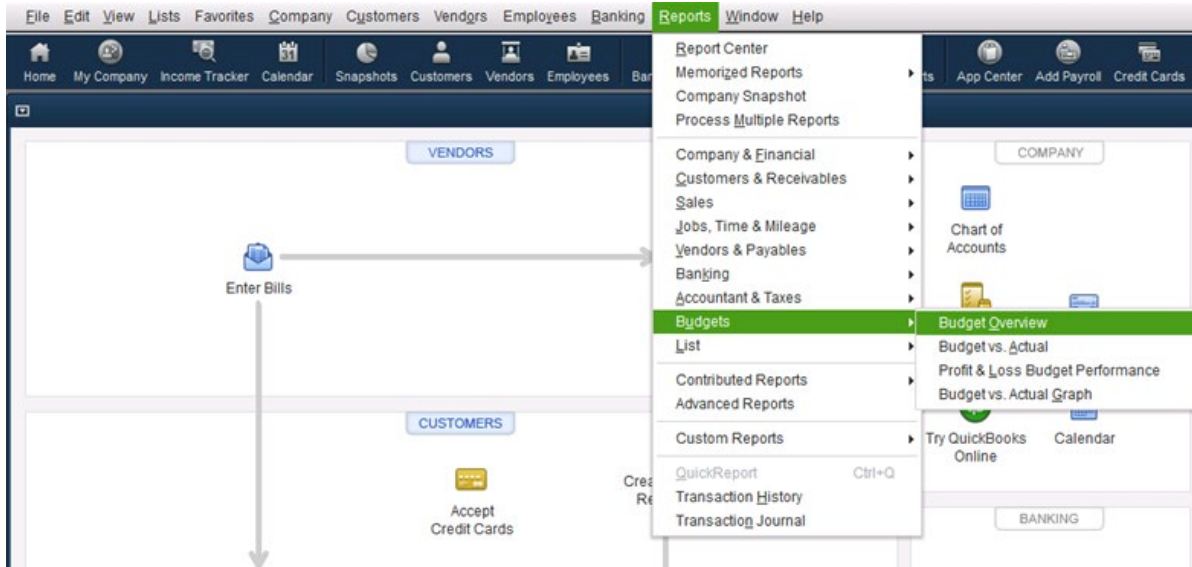 File Edit View Lists Favorites Company Customers Vendors Employees Banking Reports Window Help
Home My Company Income Tracker Calendar Snapshots Customers Vendors Employees App Center Add Payroll Credit Cards
31
Report Center
Memorized Reports
Company Snapshot
Process Multiple Reports
Company & Financial
Customers & Receivables
Sales
Jobs, Time & Mileage
Vendors & Payables
Banking
Accountant & Taxes
Budgets
List
Contributed Reports
Advanced Reports
Custom Reports
QuickReport Ctrl+Q
Transaction History
Transaction Journal
Budget Overview
Budget vs. Actual
Profit & Loss Budget Performance
Budget vs. Actual Graph
VENDORS
Enter Bills
CUSTOMERS
Accept
Credit Cards
COMPANY
Chart of
Accounts
Try QuickBooks
Online
Calendar
BANKING